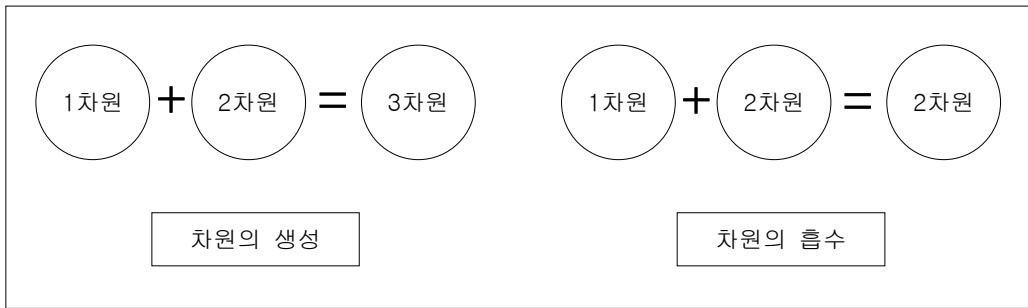 1차원 + 2차원 = 3차원
1차원 + 2차원 = 2차원
차원의 생성
차원의 흡수